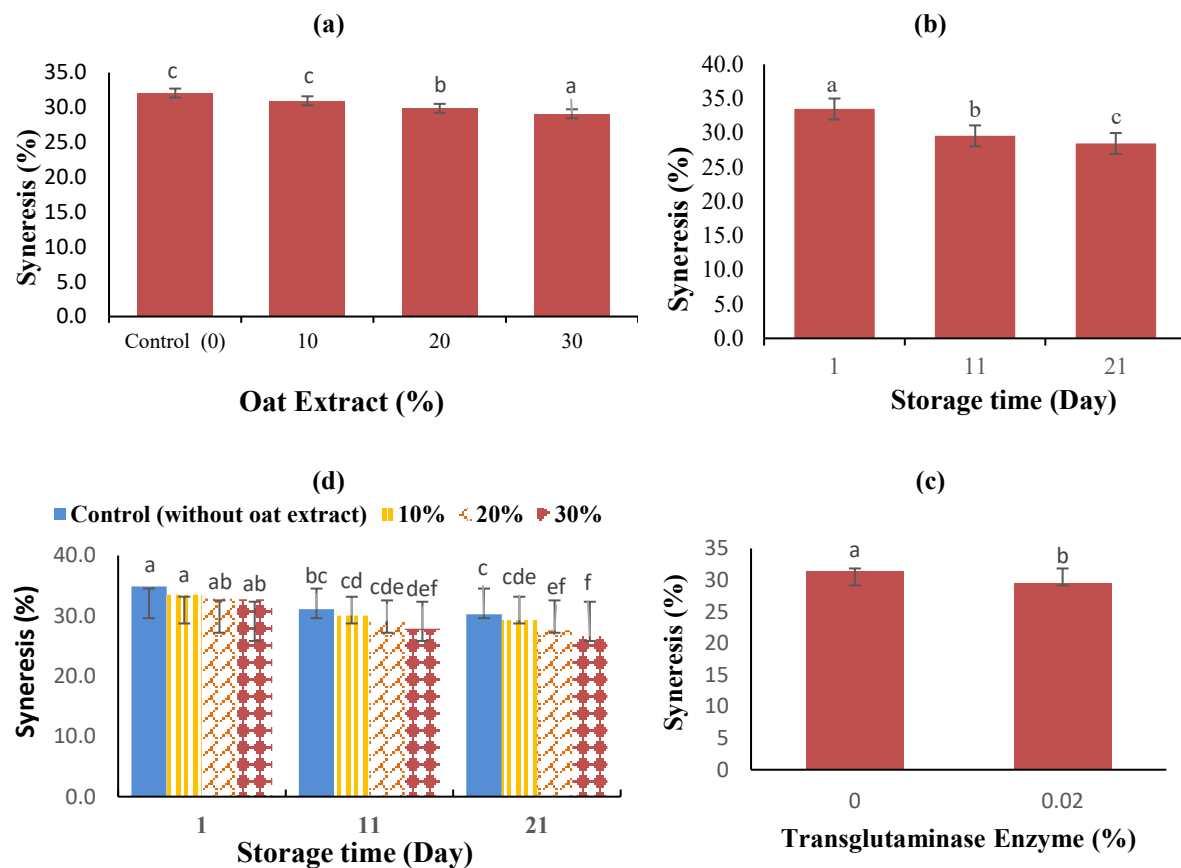 (a)
35.0
30.0
25.0
20.0
15.0
10.0
5.0
0.0
Syneresis (%)
c c b a
Control (0) 10 20 30
Oat Extract (%)
(b)
40.0
35.0
30.0
25.0
20.0
15.0
10.0
5.0
0.0
Syneresis (%)
a b c
1 11 21
Storage time (Day)
(d)
Control (without oat extract) 10% 20% 30%
40.0
30.0
20.0
10.0
0.0
Syneresis (%)
a a ab ab bc cd cde def c cde ef f
1 11 21
Storage time (Day)
(c)
35
30
25
20
15
10
5
0
Syneresis (%)
a b
0 0.02
Transglutaminase Enzyme (%)